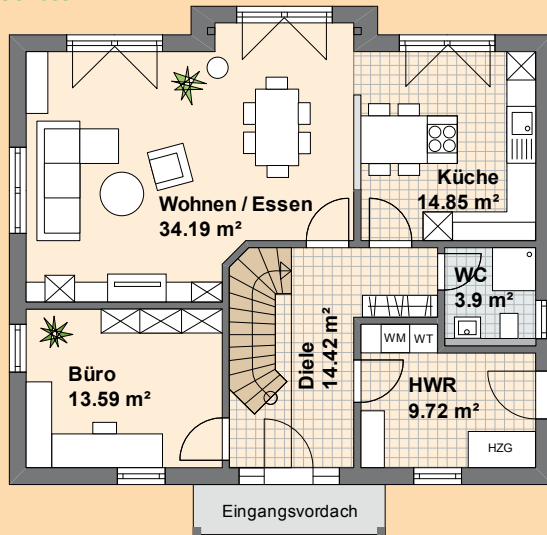 Wohnen / Essen
34.19 m²
Küche
14.85 m²
WC
3.9 m²
Diele
14.42 m²
WM
WT
Büro
13.59 m²
HWR
9.72 m²
HZG
Eingangsvordach